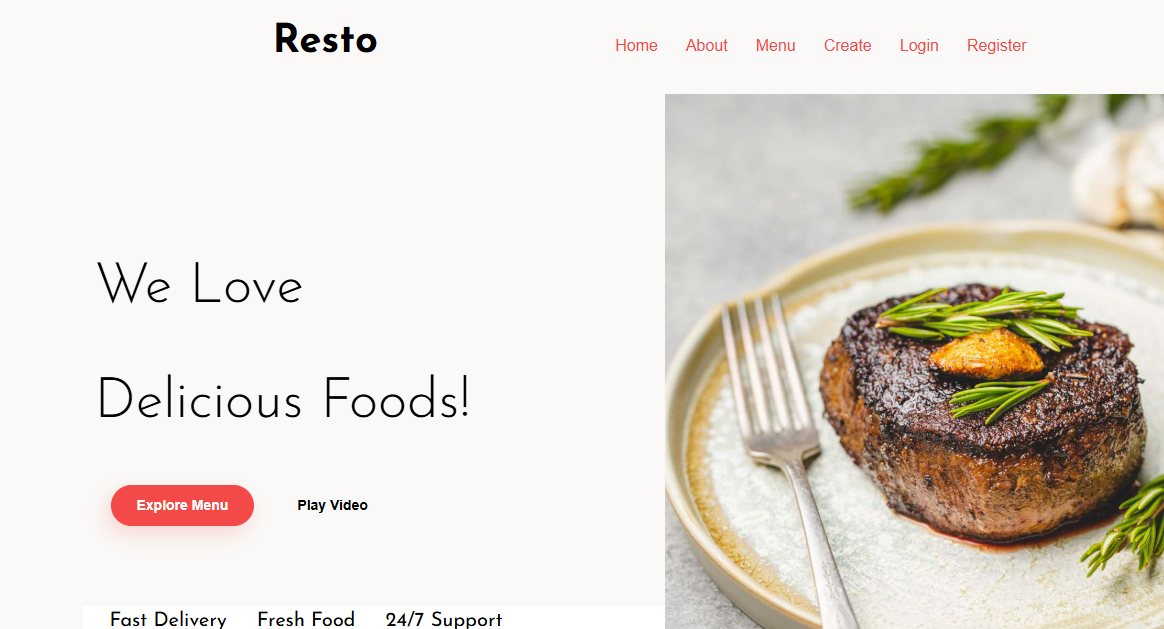 Resto
Home About Menu Create Login Register
We Love
Delicious Foods!
Explore Menu Play Video
Fast Delivery Fresh Food 24/7 Support